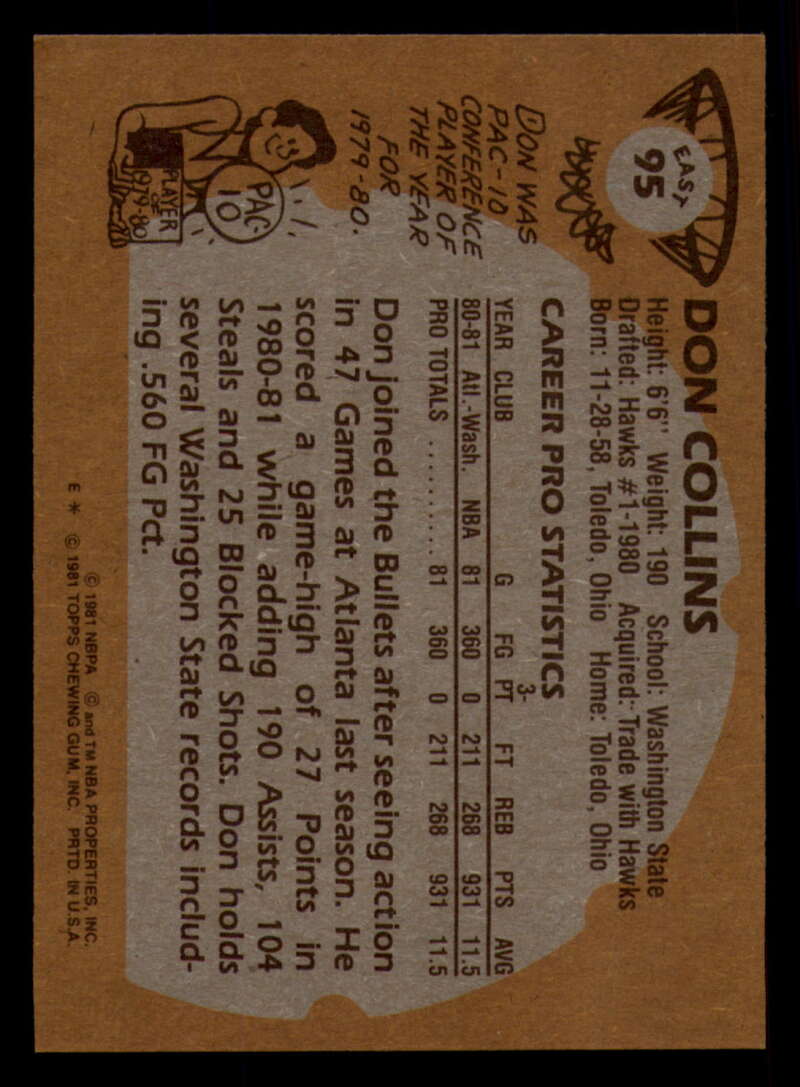 EAST
95
DON COLLINS
Height: 6'6" Weight: 190 School: Washington State
Drafted: Hawks #1-1980 Acquired: Trade with Hawks
Born: 11-28-58, Toledo, Ohio Home: Toledo, Ohio
CAREER PRO STATISTICS
3-
YEAR CLUB G FG PT FT REB PTS AVG
80-81 Atl.-Wash. NBA 81 360 0 211 268 931 11.5
PRO TOTALS .......... 81 360 0 211 268 931 11.5
Don joined the Bullets after seeing action
in 47 Games at Atlanta last season. He
scored a game-high of 27 Points in
1980-81 while adding 190 Assists, 104
Steals and 25 Blocked Shots. Don holds
several Washington State records includ-
ing .560 FG Pct.
DON WAS
PAC-10
CONFERENCE
PLAYER OF
THE YEAR
FOR
1979-80.
PAC
10
PLAYER
OF
1979-80
© 1981 NBPA © and TM NBA PROPERTIES, INC.
E * © 1981 TOPPS CHEWING GUM, INC. PRTD. IN U.S.A.